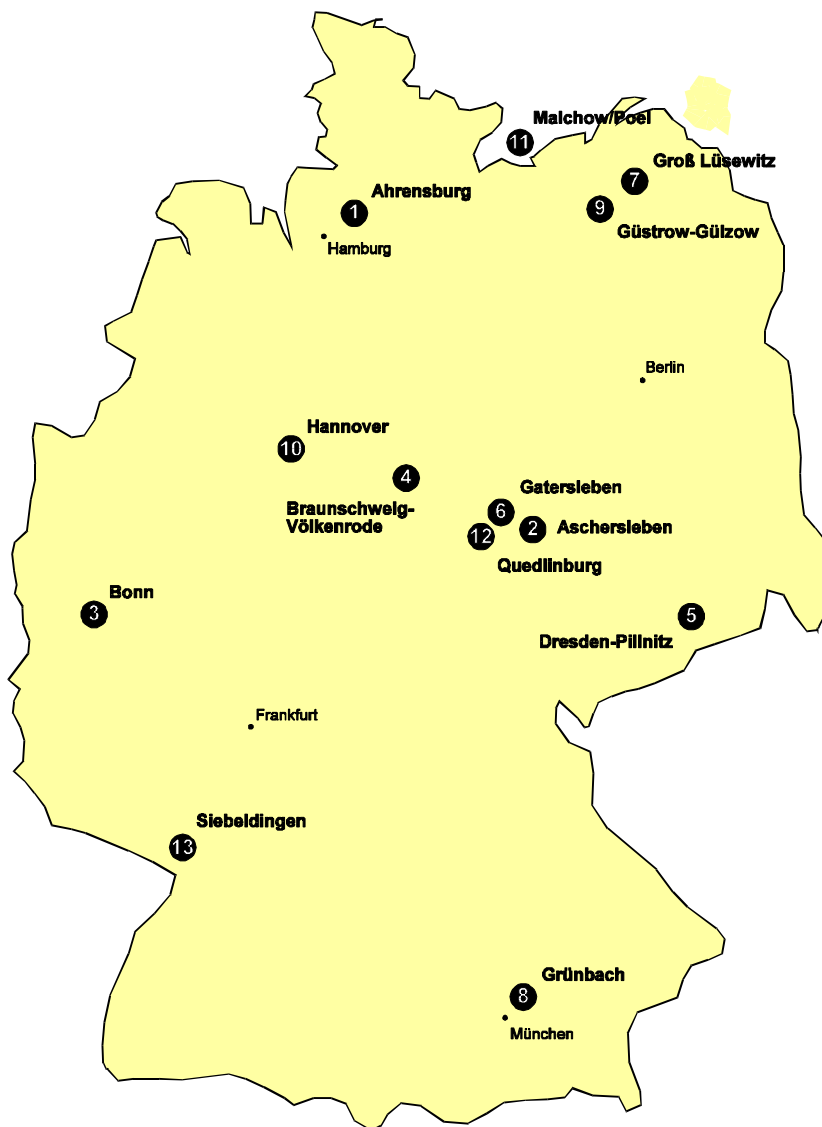 Malchow/Poel
11
Groß Lüsewitz
7
Ahrensburg
1
9
Güstrow-Gülzow
Hamburg
Berlin
Hannover
10
4
Braunschweig-
Völkenrode
Gatersleben
6
2
Aschersleben
12
Quedlinburg
Bonn
3
5
Dresden-Pillnitz
Frankfurt
Siebeldingen
13
Grünbach
8
München